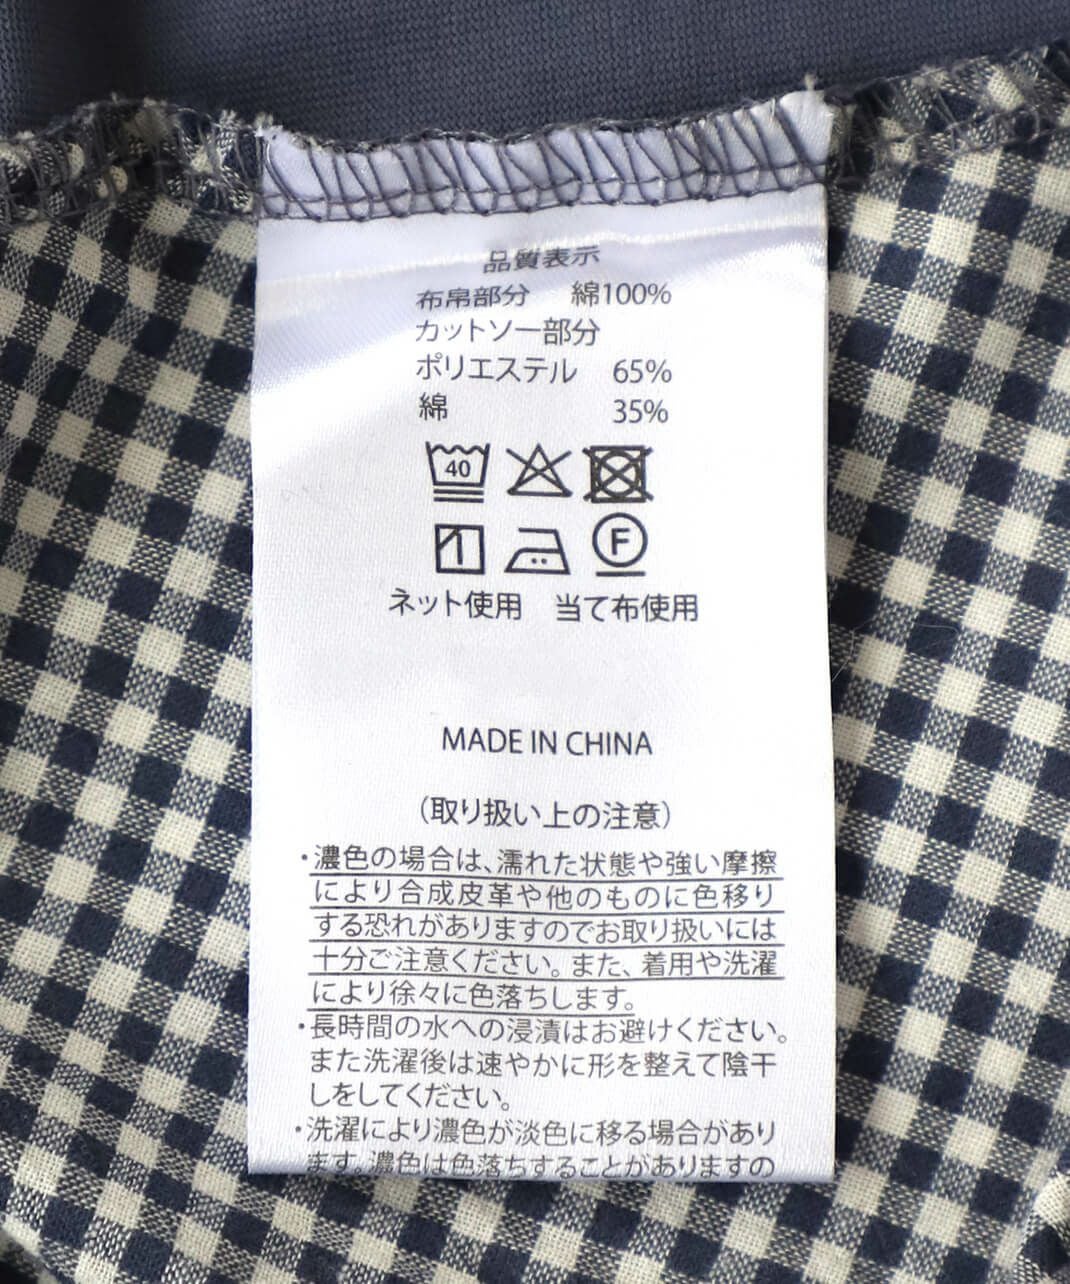 品質表示
布帛部分 綿100%
カットソー部分
ポリエステル 65%
綿 35%
40
F
ネット使用 当て布使用
MADE IN CHINA
(取り扱い上の注意)
・濃色の場合は、濡れた状態や強い摩擦
により合成皮革や他のものに色移り
する恐れがありますのでお取り扱いには
十分ご注意ください。また、着用や洗濯
により徐々に色落ちします。
・長時間の水への浸漬はお避けください。
また洗濯後は速やかに形を整えて陰干
しをしてください。
・洗濯により濃色が淡色に移る場合があり
ます。濃色は色落ちすることがありますの